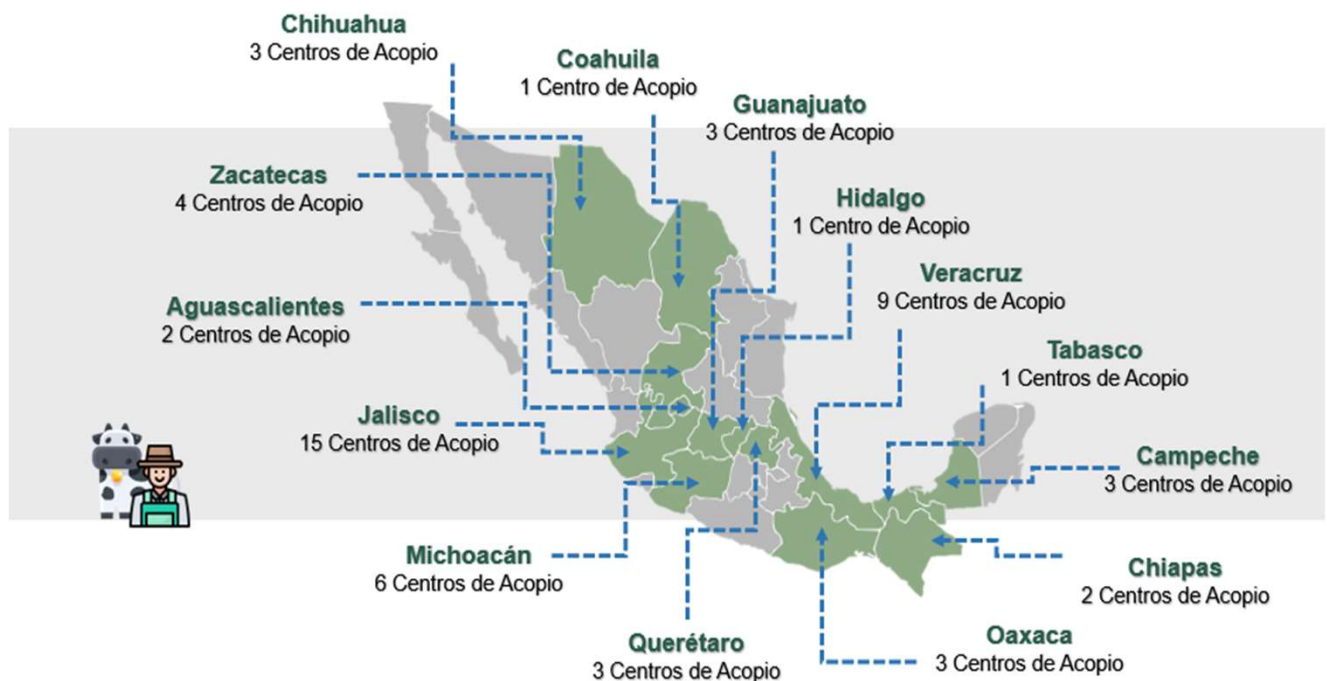 Chihuahua
3 Centros de Acopio
Coahuila
1 Centro de Acopio
Guanajuato
3 Centros de Acopio
Zacatecas
4 Centros de Acopio
Hidalgo
1 Centro de Acopio
Veracruz
9 Centros de Acopio
Aguascalientes
2 Centros de Acopio
Tabasco
1 Centros de Acopio
Jalisco
15 Centros de Acopio
Campeche
3 Centros de Acopio
Michoacán
6 Centros de Acopio
Chiapas
2 Centros de Acopio
Querétaro
3 Centros de Acopio
Oaxaca
3 Centros de Acopio